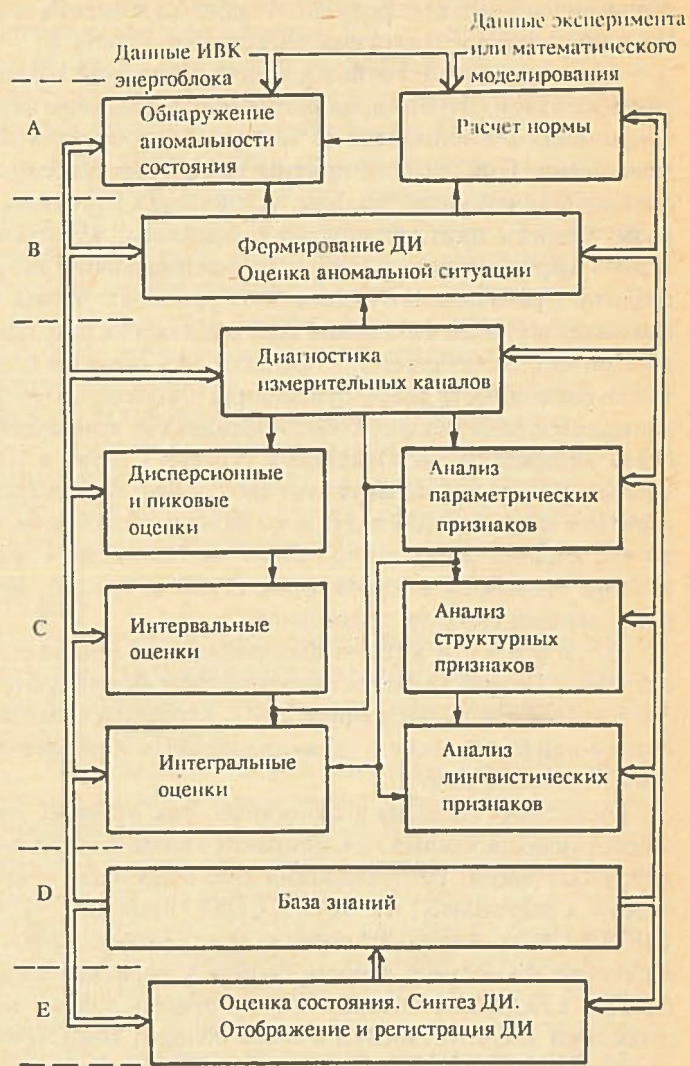 Данные ИВК
энергоблока
Данные эксперимента
или математического
моделирования
A
Обнаружение
аномальности
состояния
Расчет нормы
B
Формирование ДИ
Оценка аномальной ситуации
Диагностика
измерительных каналов
C
Дисперсионные
и пиковые
оценки
Анализ
параметрических
признаков
Интервальные
оценки
Анализ
структурных
признаков
Интегральные
оценки
Анализ
лингвистических
признаков
D
База знаний
E
Оценка состояния. Синтез ДИ.
Отображение и регистрация ДИ